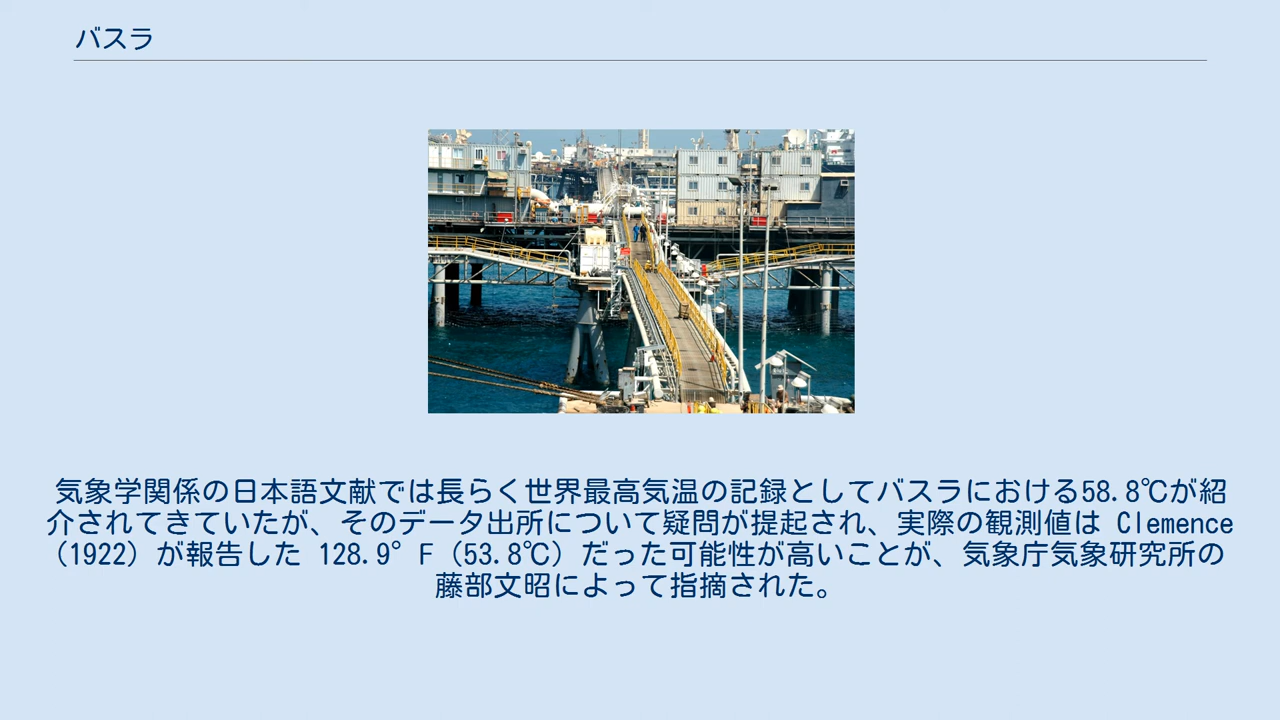 バスラ
気象学関係の日本語文献では長らく世界最高気温の記録としてバスラにおける58.8℃が紹
介されてきていたが、そのデータ出所について疑問が提起され、実際の観測値は Clemence
（1922）が報告した 128.9°F（53.8℃）だった可能性が高いことが、気象庁気象研究所の
藤部文昭によって指摘された。